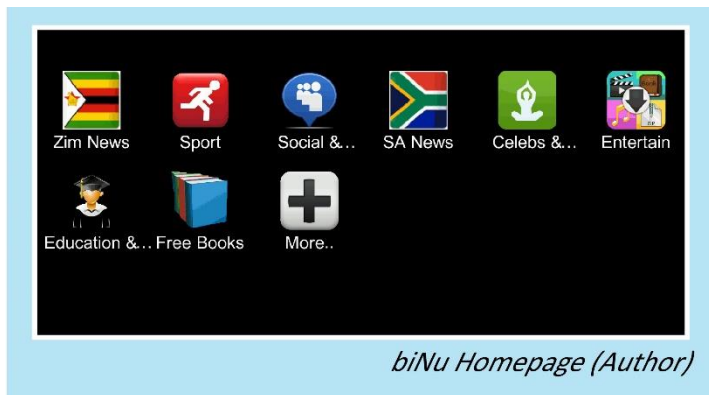 Zim News Sport Social &... SA News Celebs &... Entertain
Education &... Free Books More..
biNu Homepage (Author)